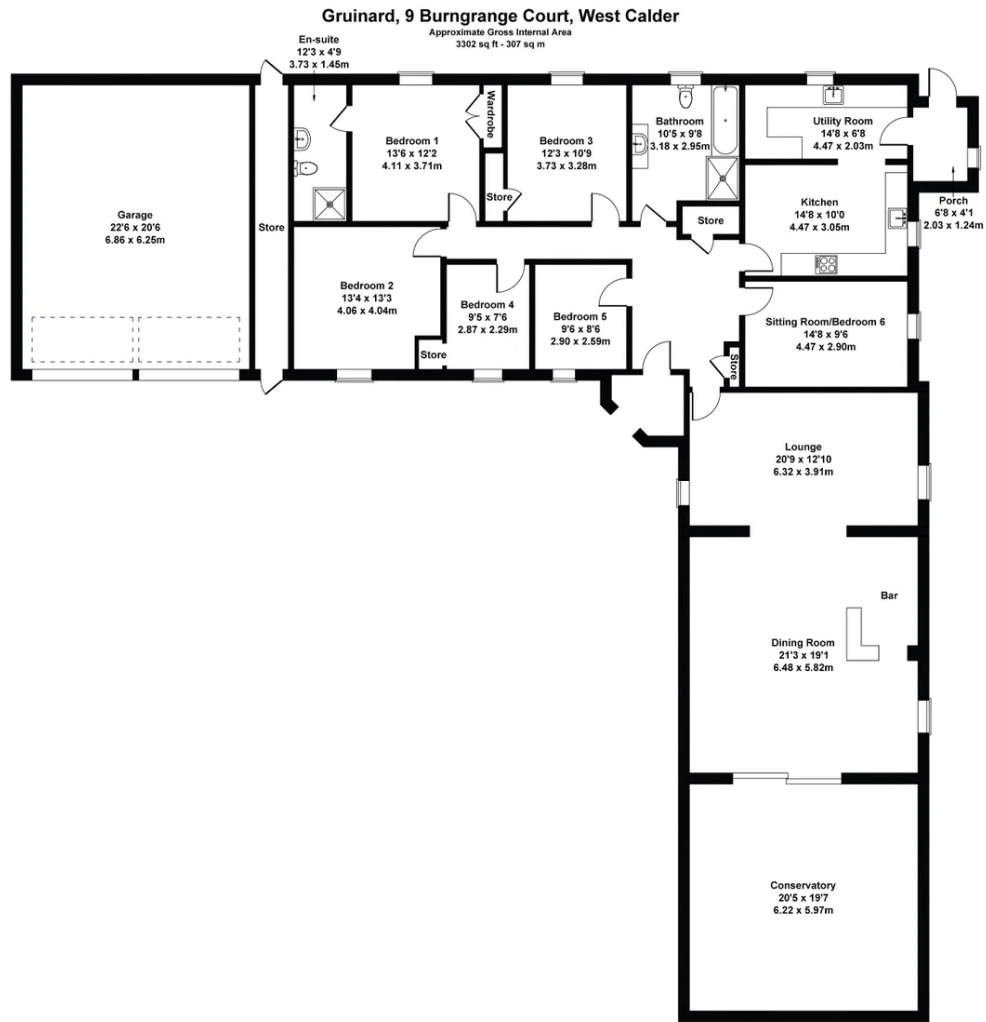 Gruinard, 9 Burngrange Court, West Calder
Approximate Gross Internal Area
3302 sq ft - 307 sq m
En-suite
12'3 x 4'9
3.73 x 1.45m
Garage
22'6 x 20'6
6.86 x 6.25m
Store
Bedroom 1
13'6 x 12'2
4.11 x 3.71m
Wardrobe
Store
Bedroom 3
12'3 x 10'9
3.73 x 3.28m
Bathroom
10'5 x 9'8
3.18 x 2.95m
Store
Utility Room
14'8 x 6'8
4.47 x 2.03m
Kitchen
14'8 x 10'0
4.47 x 3.05m
Porch
6'8 x 4'1
2.03 x 1.24m
Bedroom 2
13'4 x 13'3
4.06 x 4.04m
Store
Bedroom 4
9'5 x 7'6
2.87 x 2.29m
Bedroom 5
9'6 x 8'6
2.90 x 2.59m
Sitting Room/Bedroom 6
14'8 x 9'6
4.47 x 2.90m
Store
Lounge
20'9 x 12'10
6.32 x 3.91m
Bar
Dining Room
21'3 x 19'1
6.48 x 5.82m
Conservatory
20'5 x 19'7
6.22 x 5.97m